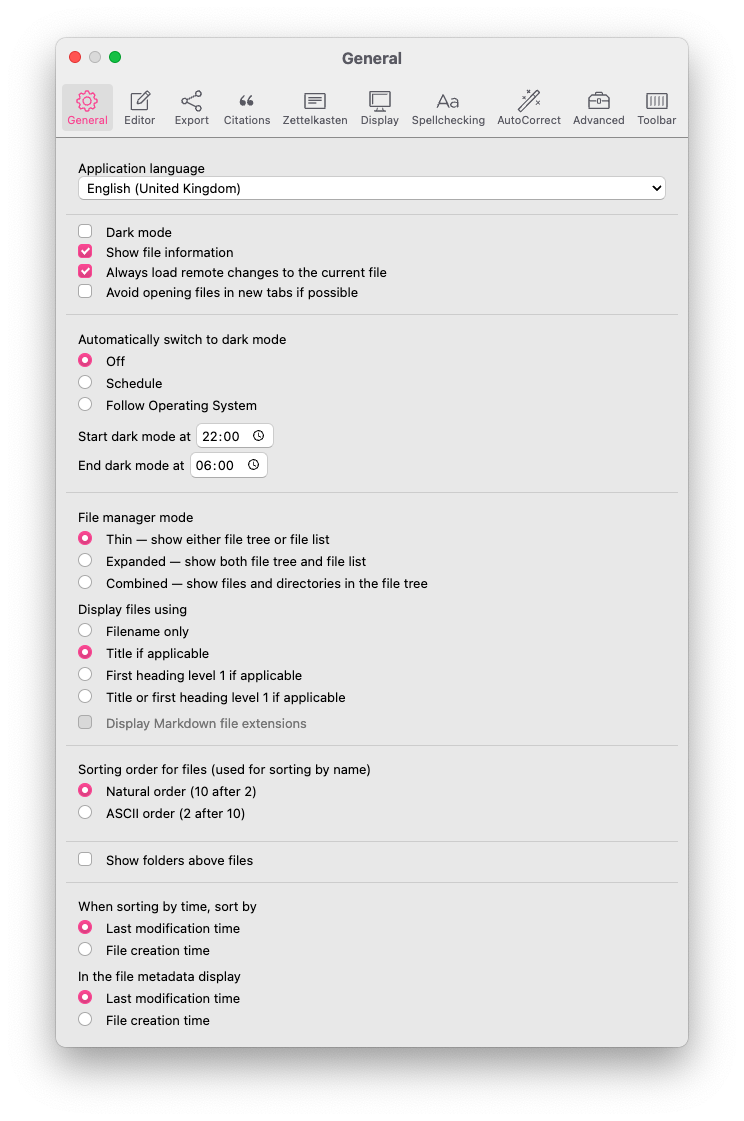 General
General Editor Export Citations Zettelkasten Display Spellchecking AutoCorrect Advanced Toolbar
Application language
English (United Kingdom)
Dark mode
Show file information
Always load remote changes to the current file
Avoid opening files in new tabs if possible
Automatically switch to dark mode
Off
Schedule
Follow Operating System
Start dark mode at 22:00
End dark mode at 06:00
File manager mode
Thin — show either file tree or file list
Expanded — show both file tree and file list
Combined — show files and directories in the file tree
Display files using
Filename only
Title if applicable
First heading level 1 if applicable
Title or first heading level 1 if applicable
Display Markdown file extensions
Sorting order for files (used for sorting by name)
Natural order (10 after 2)
ASCII order (2 after 10)
Show folders above files
When sorting by time, sort by
Last modification time
File creation time
In the file metadata display
Last modification time
File creation time